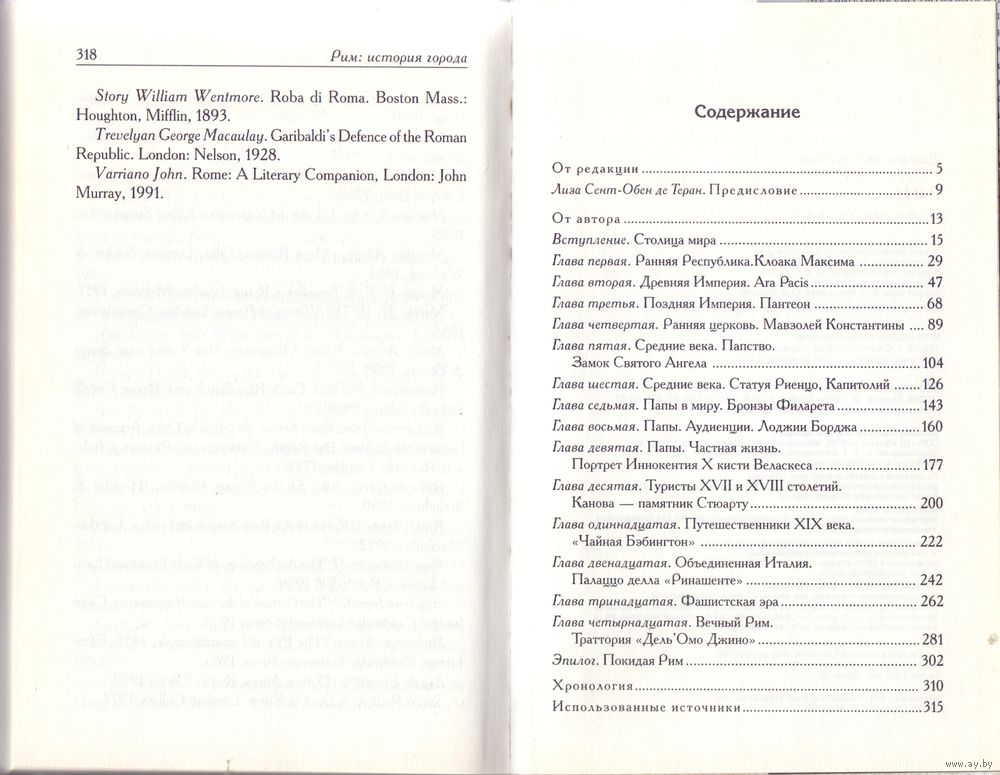 318
Рим: история города
Story William Wentmore. Roba di Roma. Boston Mass.:
Houghton, Mifflin, 1893.
Trevelyan George Macaulay. Garibaldi's Defence of the Roman
Republic. London: Nelson, 1928.
Varriano John. Rome: A Literary Companion, London: John
Murray, 1991.
Содержание
От редакции 5
Лиза Сент-Обен де Теран. Предисловие 9
От автора 13
Вступление. Столица мира 15
Глава первая. Ранняя Республика.Клоака Максима 29
Глава вторая. Древняя Империя. Ara Pacis 47
Глава третья. Поздняя Империя. Пантеон 68
Глава четвертая. Ранняя церковь. Мавзолей Константины 89
Глава пятая. Средние века. Папство.
Замок Святого Ангела 104
Глава шестая. Средние века. Статуя Риенцо, Капитолий 126
Глава седьмая. Папы в миру. Бронзы Филарета 143
Глава восьмая. Папы. Аудиенции. Лоджии Борджа 160
Глава девятая. Папы. Частная жизнь.
Портрет Иннокентия X кисти Веласкеса 177
Глава десятая. Туристы XVII и XVIII столетий.
Канова — памятник Стюарту 200
Глава одиннадцатая. Путешественники XIX века.
«Чайная Бэбингтон» 222
Глава двенадцатая. Объединенная Италия.
Палаццо делла «Ринашенте» 242
Глава тринадцатая. Фашистская эра 262
Глава четырнадцатая. Вечный Рим.
Траттория «Дель'Омо Джино» 281
Эпилог. Покидая Рим 302
Хронология 310
Использованные источники 315
www.ay.by